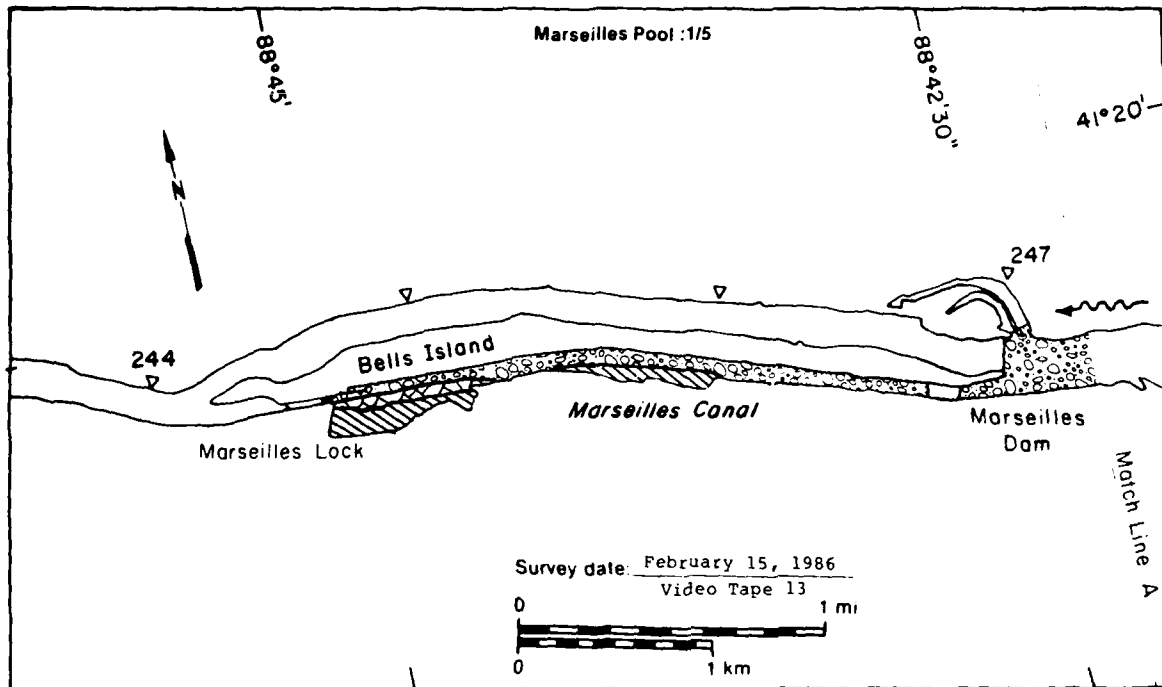 Marseilles Pool :1/5
88°45'
88°42'30"
41°20'
N
247
244
Bells Island
Marseilles Canal
Marseilles Lock
Marseilles
Dam
Match Line A
Survey date: February 15, 1986
Video Tape 13
0 1 mi
0 1 km